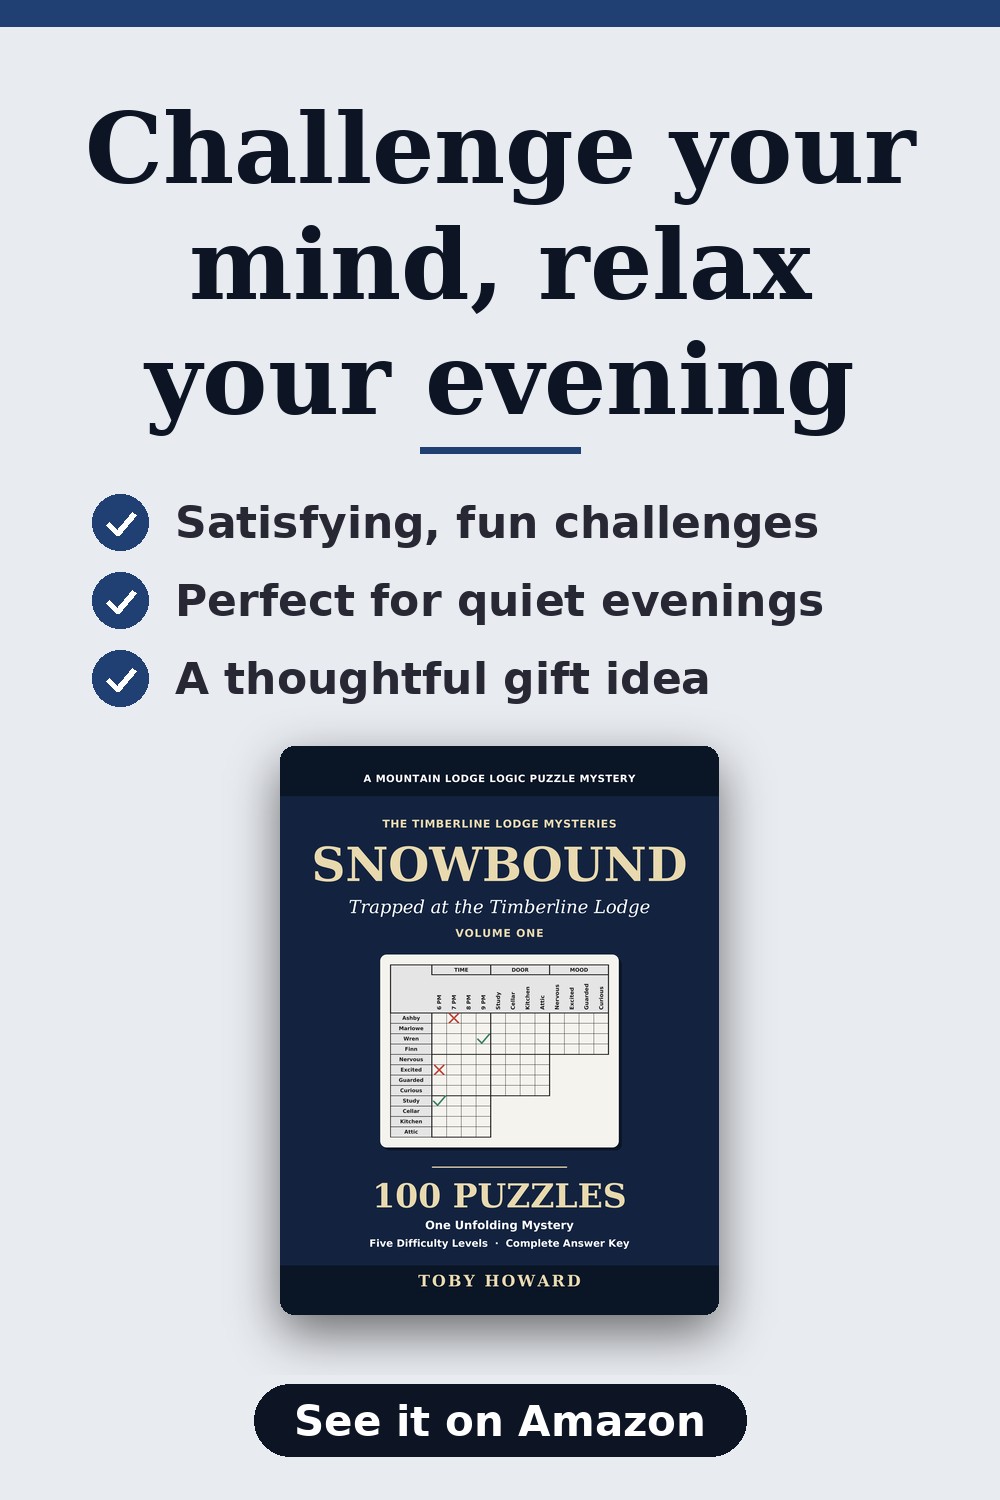 Challenge your
mind, relax
your evening
Satisfying, fun challenges
Perfect for quiet evenings
A thoughtful gift idea
A MOUNTAIN LODGE LOGIC PUZZLE MYSTERY
THE TIMBERLINE LODGE MYSTERIES
SNOWBOUND
Trapped at the Timberline Lodge
VOLUME ONE
TIME DOOR MOOD
6 PM 7 PM 8 PM 9 PM Study Cellar Kitchen Attic Nervous Excited Guarded Curious
Ashby
Marlowe
Wren
Finn
Nervous
Excited
Guarded
Curious
Study
Cellar
Kitchen
Attic
100 PUZZLES
One Unfolding Mystery
Five Difficulty Levels · Complete Answer Key
TOBY HOWARD
See it on Amazon